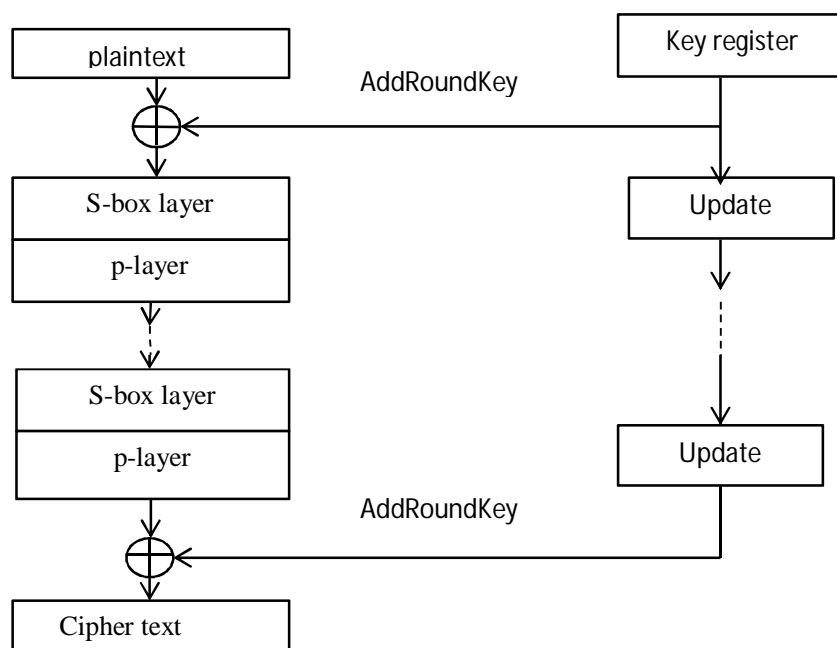 plaintext
Key register
AddRoundKey
S-box layer
Update
p-layer
S-box layer
p-layer
Update
AddRoundKey
Cipher text